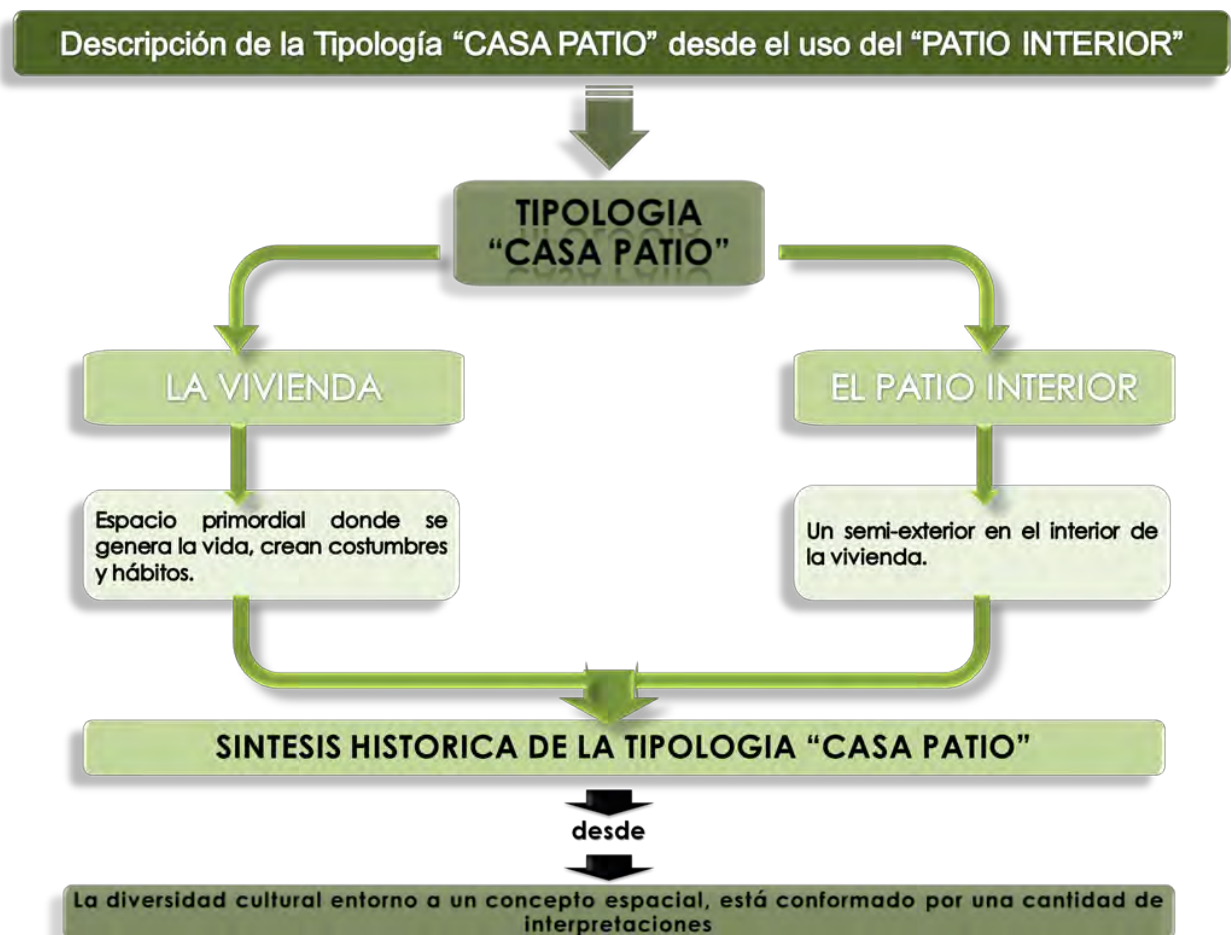 Descripción de la Tipología “CASA PATIO” desde el uso del “PATIO INTERIOR”
TIPOLOGIA
“CASA PATIO”
LA VIVIENDA
EL PATIO INTERIOR
Espacio primordial donde se
genera la vida, crean costumbres
y hábitos.
Un semi-exterior en el interior de
la vivienda.
SINTESIS HISTORICA DE LA TIPOLOGIA “CASA PATIO”
desde
La diversidad cultural entorno a un concepto espacial, está conformado por una cantidad de
interpretaciones